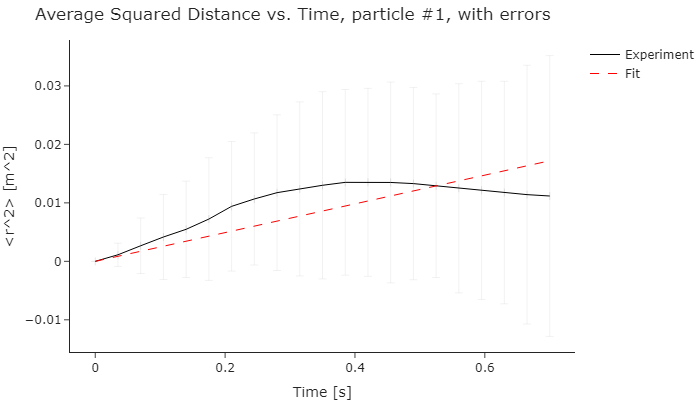 Average Squared Distance vs. Time, particle #1, with errors
Experiment
Fit
<r^2> [m^2]
0.03
0.02
0.01
0
−0.01
0
0.2
0.4
0.6
Time [s]